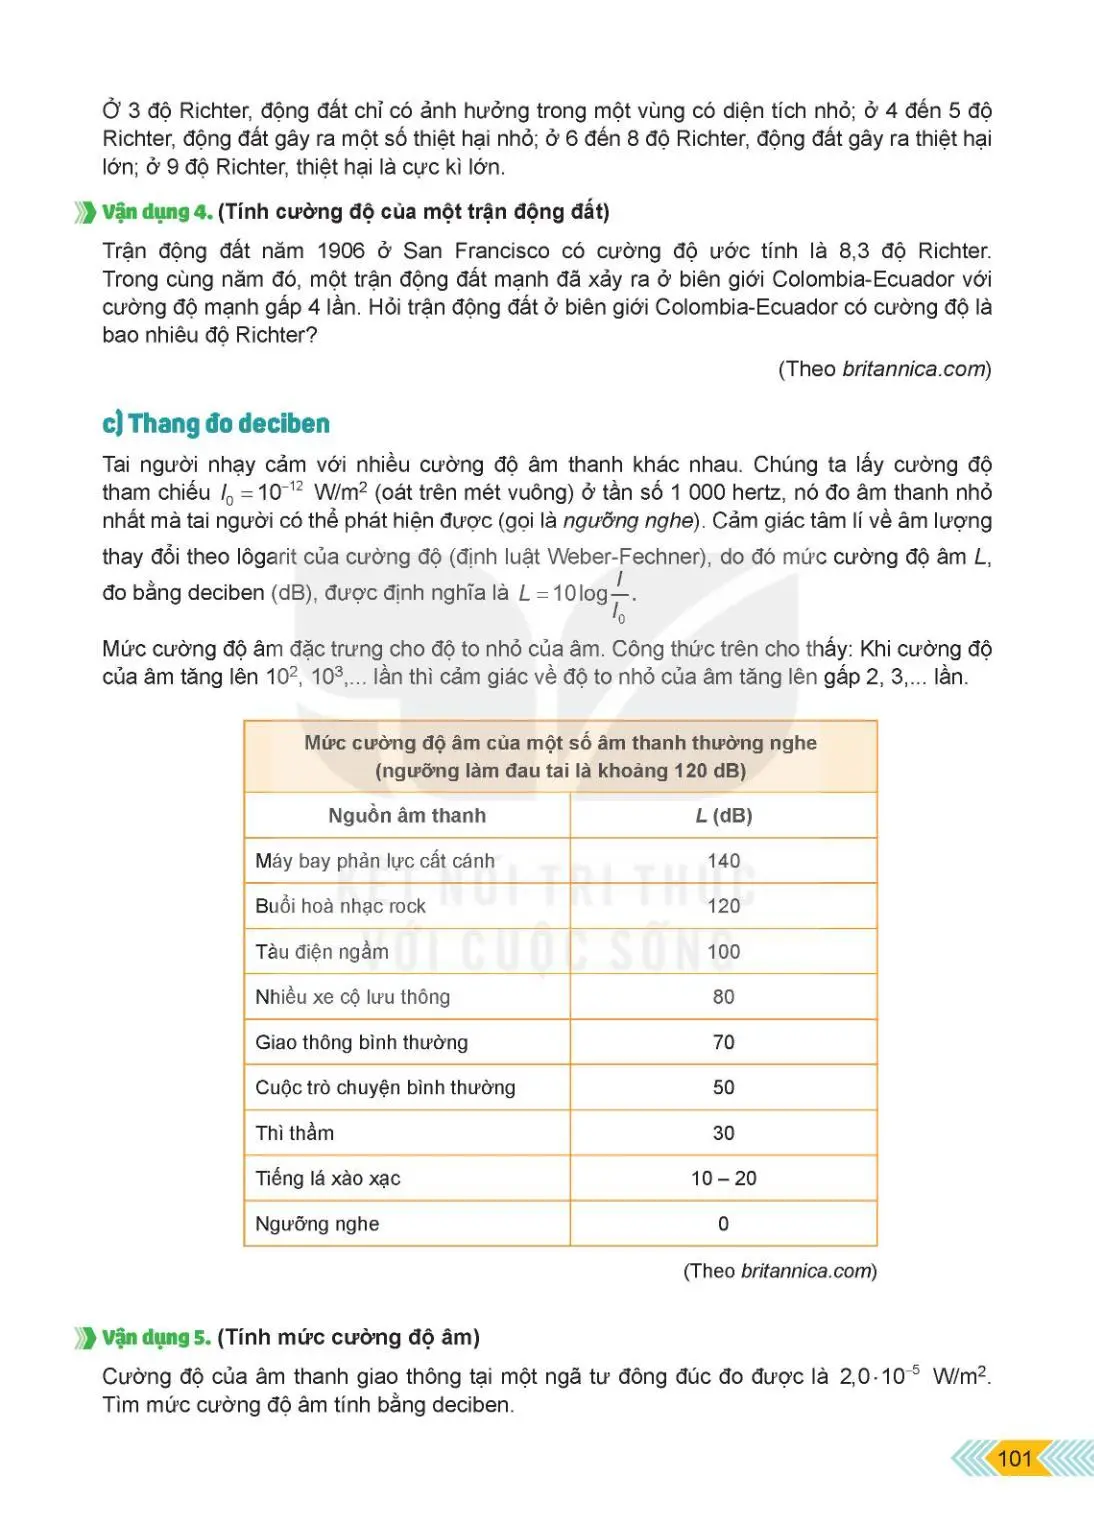 Ở 3 độ Richter, động đất chỉ có ảnh hưởng trong một vùng có diện tích nhỏ; ở 4 đến 5 độ
Richter, động đất gây ra một số thiệt hại nhỏ; ở 6 đến 8 độ Richter, động đất gây ra thiệt hại
lớn; ở 9 độ Richter, thiệt hại là cực kì lớn.
Vận dụng 4. (Tính cường độ của một trận động đất)
Trận động đất năm 1906 ở San Francisco có cường độ ước tính là 8,3 độ Richter.
Trong cùng năm đó, một trận động đất mạnh đã xảy ra ở biên giới Colombia-Ecuador với
cường độ mạnh gấp 4 lần. Hỏi trận động đất ở biên giới Colombia-Ecuador có cường độ là
bao nhiêu độ Richter?
(Theo britannica.com)
c) Thang đo deciben
Tai người nhạy cảm với nhiều cường độ âm thanh khác nhau. Chúng ta lấy cường độ
tham chiếu I₀ = 10⁻¹² W/m² (oát trên mét vuông) ở tần số 1 000 hertz, nó đo âm thanh nhỏ
nhất mà tai người có thể phát hiện được (gọi là ngưỡng nghe). Cảm giác tâm lí về âm lượng
thay đổi theo lôgarit của cường độ (định luật Weber-Fechner), do đó mức cường độ âm L,
đo bằng deciben (dB), được định nghĩa là L = 10log I/I₀.
Mức cường độ âm đặc trưng cho độ to nhỏ của âm. Công thức trên cho thấy: Khi cường độ
của âm tăng lên 10², 10³,... lần thì cảm giác về độ to nhỏ của âm tăng lên gấp 2, 3,... lần.
Mức cường độ âm của một số âm thanh thường nghe
(ngưỡng làm đau tai là khoảng 120 dB)
Nguồn âm thanh L (dB)
Máy bay phản lực cất cánh 140
Buổi hoà nhạc rock 120
Tàu điện ngầm 100
Nhiều xe cộ lưu thông 80
Giao thông bình thường 70
Cuộc trò chuyện bình thường 50
Thì thầm 30
Tiếng lá xào xạc 10 – 20
Ngưỡng nghe 0
KẾT NỐI TRI THỨC
VỚI CUỘC SỐNG
(Theo britannica.com)
Vận dụng 5. (Tính mức cường độ âm)
Cường độ của âm thanh giao thông tại một ngã tư đông đúc đo được là 2,0·10⁻⁵ W/m².
Tìm mức cường độ âm tính bằng deciben.
101